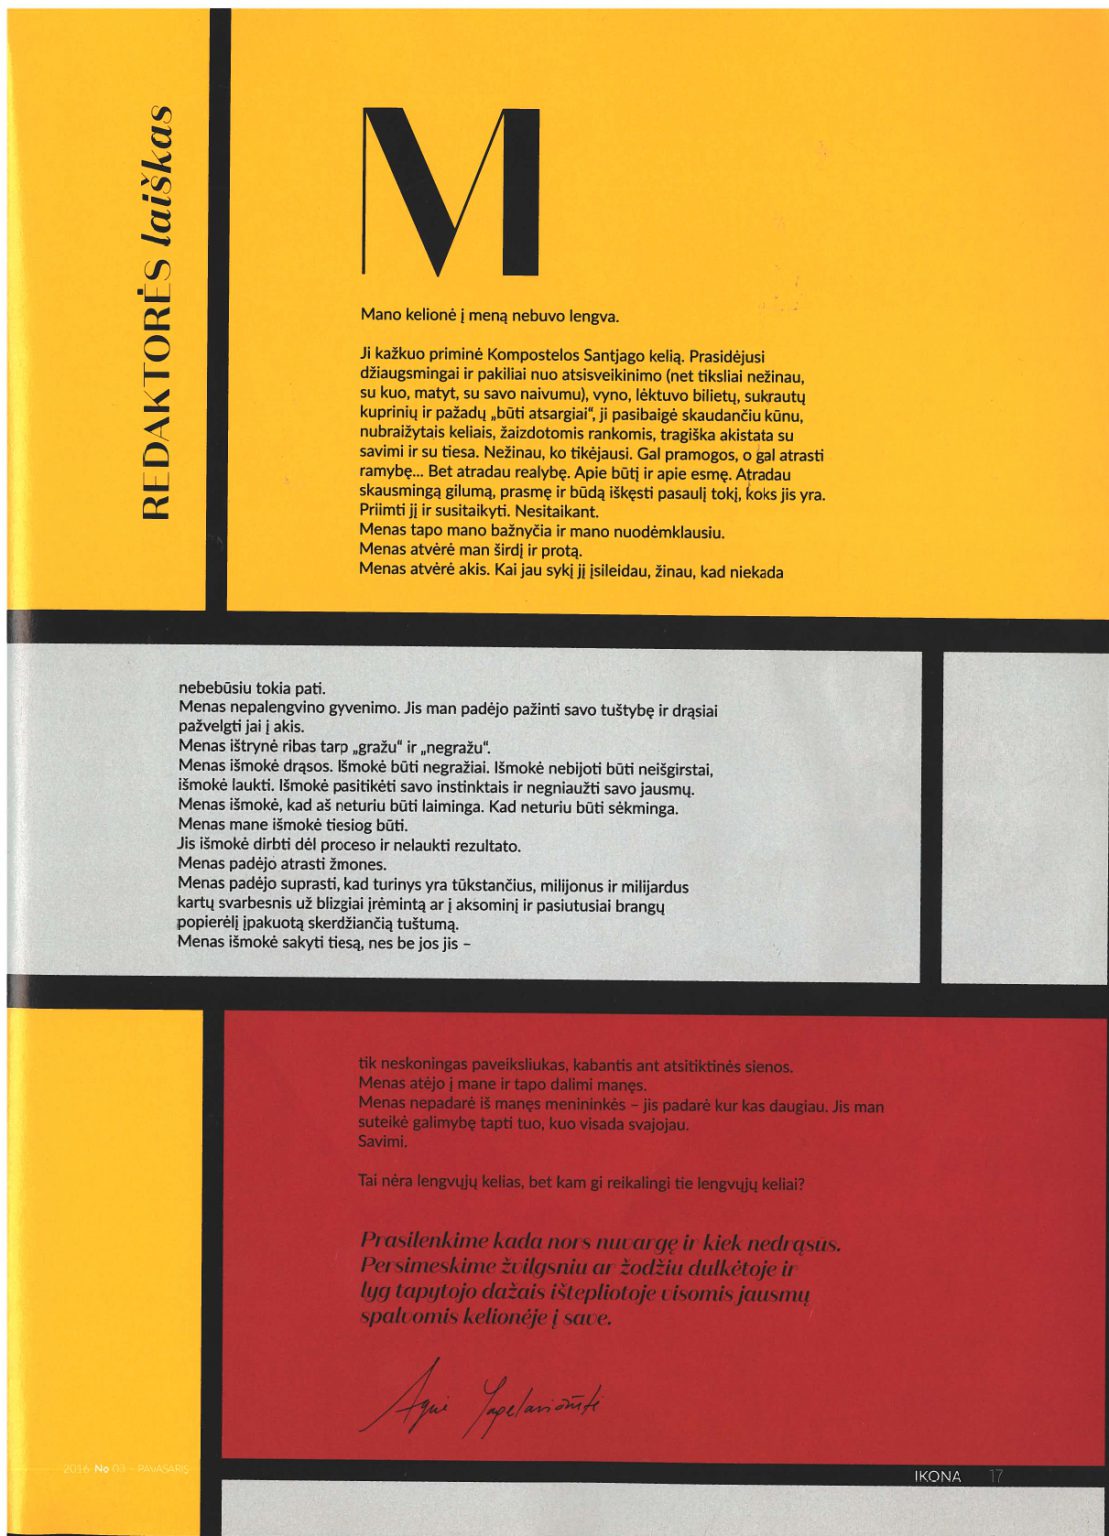 REDAKTORĖS laiškas
M
Mano kelionė į meną nebuvo lengva.
Ji kažkuo priminė Kompostelos Santjago kelią. Prasidėjusi
džiaugsmingai ir pakiliai nuo atsisveikinimo (net tiksliai nežinau,
su kuo, matyt, su savo naivumu), vyno, lėktuvo bilietų, sukrautų
kuprinių ir pažadų „būti atsargiai“, ji pasibaigė skaudančiu kūnu,
nubraižytais keliais, žaizdotomis rankomis, tragiška akistata su
savimi ir su tiesa. Nežinau, ko tikėjausi. Gal pramogos, o gal atrasti
ramybę... Bet atradau realybę. Apie būtį ir apie esmę. Atradau
skausmingą gilumą, prasmę ir būdą iškęsti pasaulį tokį, koks jis yra.
Priimti jį ir susitaikyti. Nesitaikant.
Menas tapo mano bažnyčia ir mano nuodėmklausiu.
Menas atvėrė man širdį ir protą.
Menas atvėrė akis. Kai jau sykį jį įsileidau, žinau, kad niekada
nebebūsiu tokia pati.
Menas nepalengvino gyvenimo. Jis man padėjo pažinti savo tuštybę ir drąsiai
pažvelgti jai į akis.
Menas ištrynė ribas tarp „gražu“ ir „negražu“.
Menas išmokė drąsos. Išmokė būti negražiai. Išmokė nebijoti būti neišgirstai,
išmokė laukti. Išmokė pasitikėti savo instinktais ir negniaužti savo jausmų.
Menas išmokė, kad aš neturiu būti laiminga. Kad neturiu būti sėkminga.
Menas mane išmokė tiesiog būti.
Jis išmokė dirbti dėl proceso ir nelaukti rezultato.
Menas padėjo atrasti žmones.
Menas padėjo suprasti, kad turinys yra tūkstančius, milijonus ir milijardus
kartų svarbesnis už blizgiai įrėmintą ar į aksominį ir pasiutusiai brangų
popierėlį įpakuotą skerdžiančią tuštumą.
Menas išmokė sakyti tiesą, nes be jos jis –
tik neskoningas paveiksliukas, kabantis ant atsitiktinės sienos.
Menas atėjo į mane ir tapo dalimi manęs.
Menas nepadarė iš manęs menininkės – jis padarė kur kas daugiau. Jis man
suteikė galimybę tapti tuo, kuo visada svajojau.
Savimi.
Tai nėra lengvųjų kelias, bet kam gi reikalingi tie lengvųjų keliai?
Prasilenkime kada nors nuvargę ir kiek nedrąsus.
Persimeskime žvilgsniu ar žodžiu dulkėtoje ir
lyg tapytojo dažais ištepliotoje visomis jausmų
spalvomis kelionėje į save.
Agnė
2016 No 03 – PAVASARIS
IKONA 17